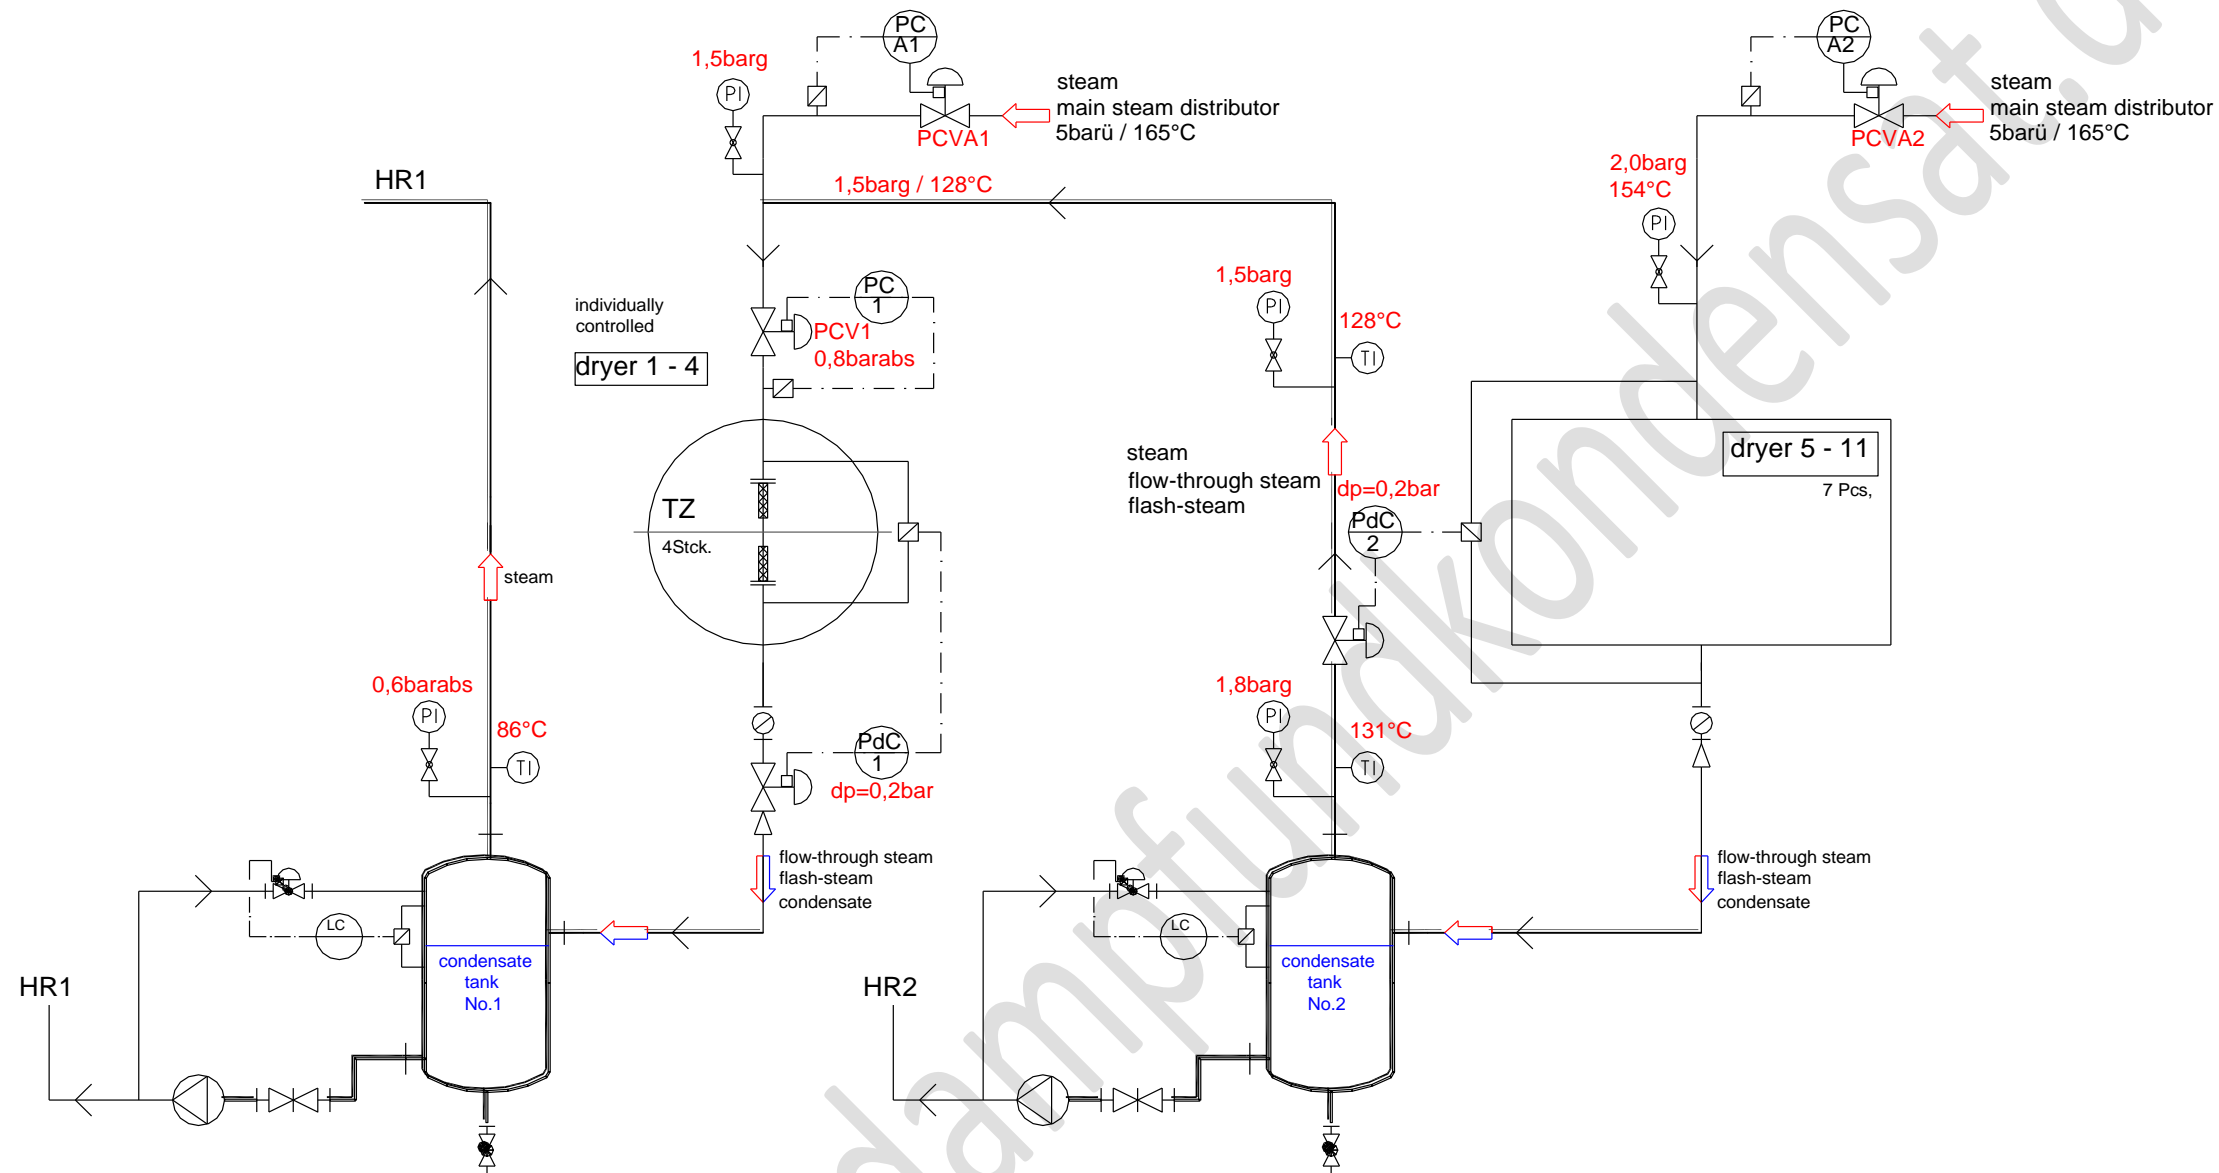 PC
A1
1,5barg
PI
steam
main steam distributor
5barü / 165°C
PCVA1
PC
A2
steam
main steam distributor
5barü / 165°C
PCVA2
2,0barg
154°C
PI
HR1
1,5barg / 128°C
individually
controlled
dryer 1 - 4
PC
1
PCV1
0,8barabs
1,5barg
PI
128°C
TI
steam
flow-through steam
flash-steam
dp=0,2bar
PdC
2
dryer 5 - 11
7 Pcs,
TZ
4Stck.
steam
0,6barabs
PI
86°C
TI
PdC
1
dp=0,2bar
1,8barg
PI
131°C
TI
flow-through steam
flash-steam
condensate
flow-through steam
flash-steam
condensate
LC
condensate
tank
No.1
HR1
LC
condensate
tank
No.2
HR2
dampfundkondensat.d